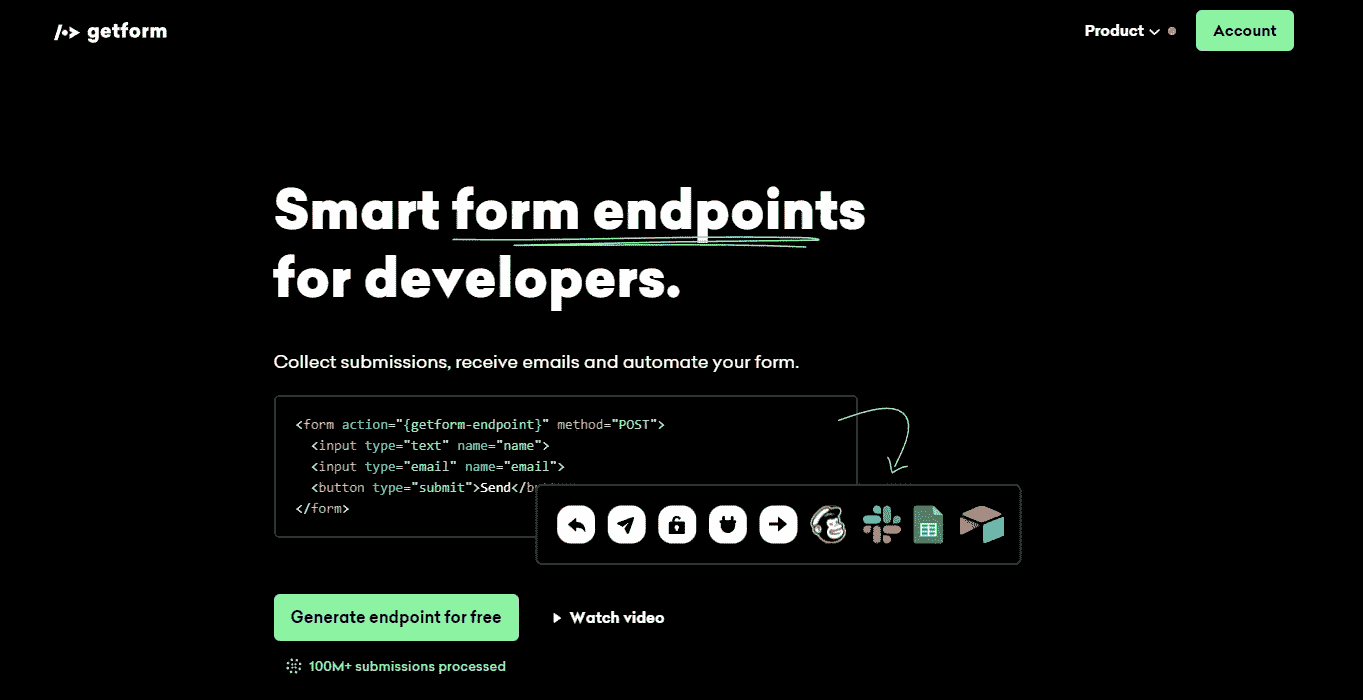 getform
Product
Account
Smart form endpoints
for developers.
Collect submissions, receive emails and automate your form.
<form action="{getform-endpoint}" method="POST">
<input type="text" name="name">
<input type="email" name="email">
<button type="submit">Send</
</form>
Generate endpoint for free
Watch video
100M+ submissions processed